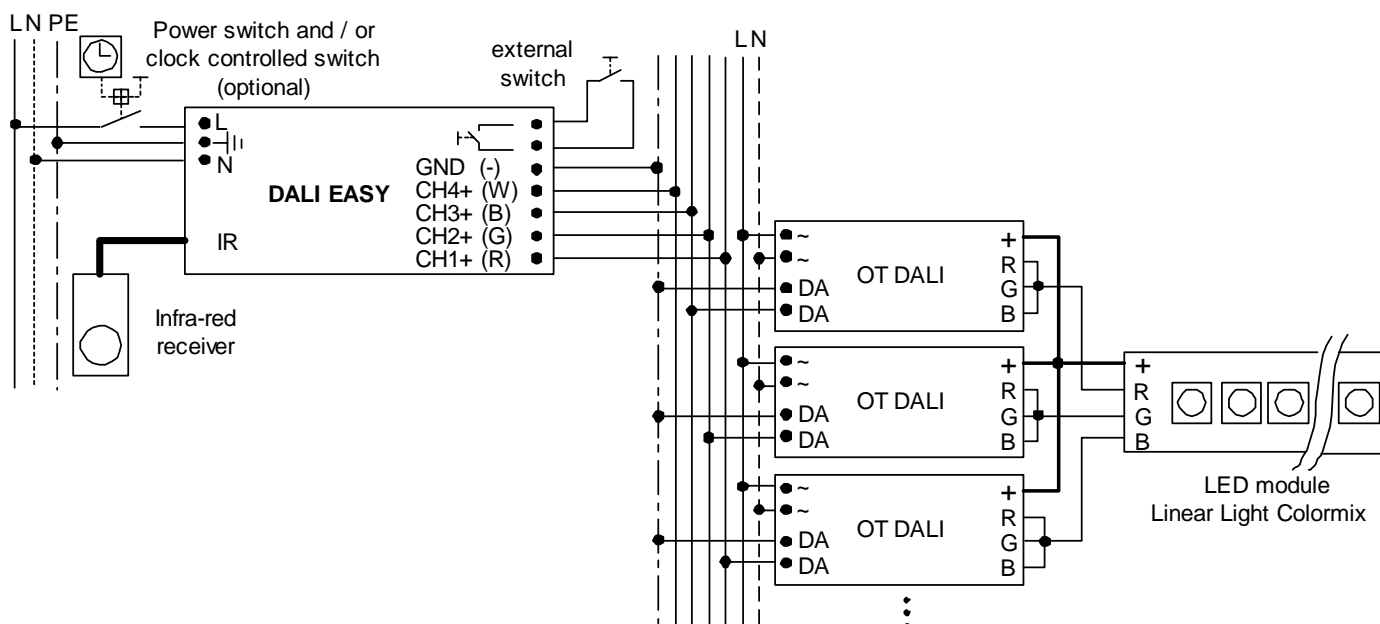 LN PE
Power switch and / or
clock controlled switch
(optional)
external
switch
LN
L
N
DALI EASY
GND (-)
CH4+ (W)
CH3+ (B)
CH2+ (G)
CH1+ (R)
IR
Infra-red
receiver
~
~
DA
DA
OT DALI
+
R
G
B
~
~
DA
DA
OT DALI
+
R
G
B
~
~
DA
DA
OT DALI
+
R
G
B
+
R
G
B
LED module
Linear Light Colormix